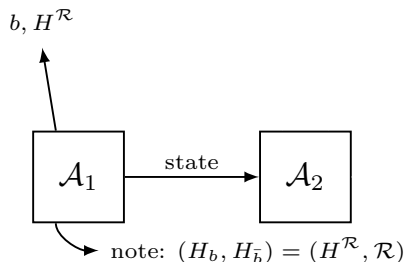 b, H^ℛ
𝒜₁
state
𝒜₂
note: (H_b, H_b̄) = (H^ℛ, ℛ)